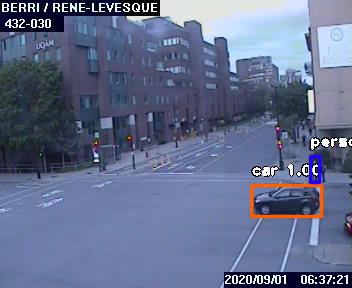 BERRI / RENE-LEVESQUE
432-030
UQAM
perso
car 1.00
2020/09/01 06:37:21